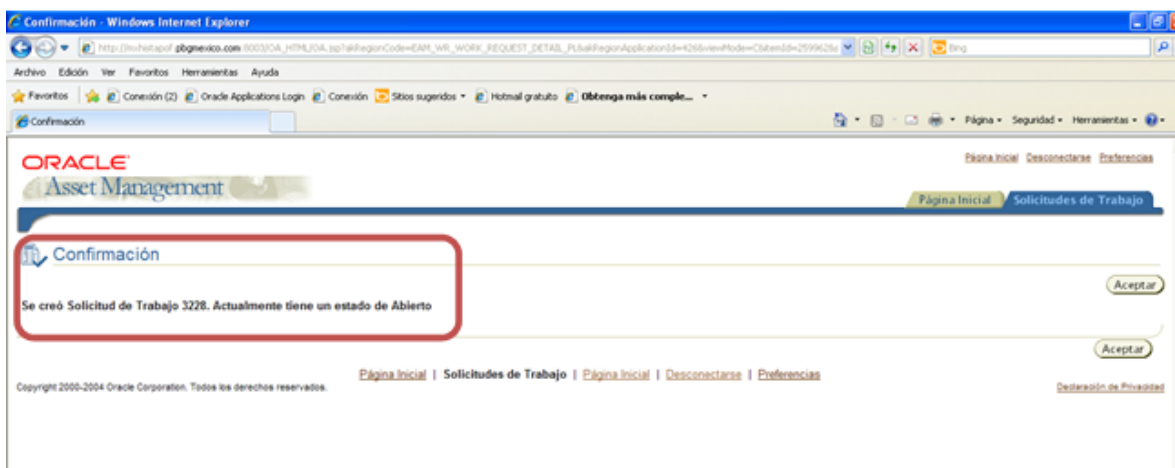 Confirmación - Windows Internet Explorer
pbgmexico.com
Bing
Archivo Edición Ver Favoritos Herramientas Ayuda
Favoritos Conexión (2) Oracle Applications Login Conexión Sitios sugeridos Hotmail gratuito Obtenga más comple...
Confirmación Página Seguridad Herramientas
ORACLE Página Inicial Desconectarse Preferencias
Asset Management
Página Inicial Solicitudes de Trabajo
Confirmación
Aceptar
Se creó Solicitud de Trabajo 3228. Actualmente tiene un estado de Abierto
Aceptar
Página Inicial | Solicitudes de Trabajo | Página Inicial | Desconectarse | Preferencias
Copyright 2000-2004 Oracle Corporation. Todos los derechos reservados. Declaración de Privacidad